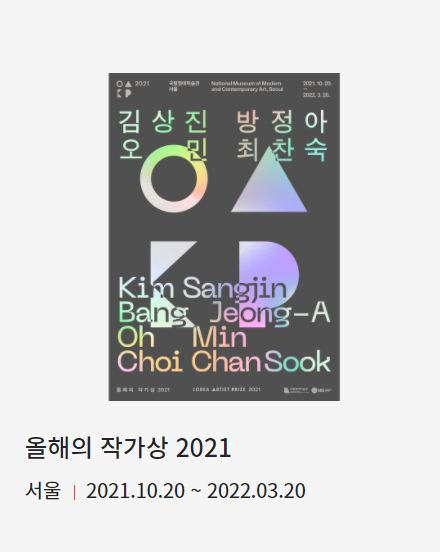 2021
국립현대미술관
서울
National Museum of Modern
and Contemporary Art, Seoul
2021. 10. 20.
—
2022. 3. 20.
김상진 방정아
오 민 최찬숙
OA
KP
Kim Sangjin
Bang Jeong-A
Oh Min
Choi Chan Sook
올해의 작가상 2021
KOREA ARTIST PRIZE 2021
올해의 작가상 2021
서울 | 2021.10.20 ~ 2022.03.20